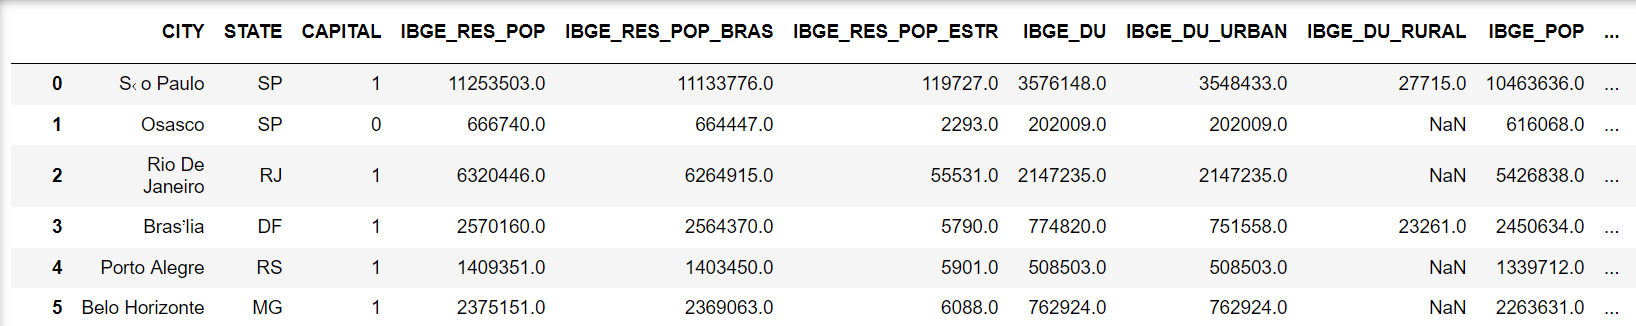 CITY STATE CAPITAL IBGE_RES_POP IBGE_RES_POP_BRAS IBGE_RES_POP_ESTR IBGE_DU IBGE_DU_URBAN IBGE_DU_RURAL IBGE_POP ...
0 S‹o Paulo SP 1 11253503.0 11133776.0 119727.0 3576148.0 3548433.0 27715.0 10463636.0 ...
1 Osasco SP 0 666740.0 664447.0 2293.0 202009.0 202009.0 NaN 616068.0 ...
2 Rio De Janeiro RJ 1 6320446.0 6264915.0 55531.0 2147235.0 2147235.0 NaN 5426838.0 ...
3 Bras’lia DF 1 2570160.0 2564370.0 5790.0 774820.0 751558.0 23261.0 2450634.0 ...
4 Porto Alegre RS 1 1409351.0 1403450.0 5901.0 508503.0 508503.0 NaN 1339712.0 ...
5 Belo Horizonte MG 1 2375151.0 2369063.0 6088.0 762924.0 762924.0 NaN 2263631.0 ...